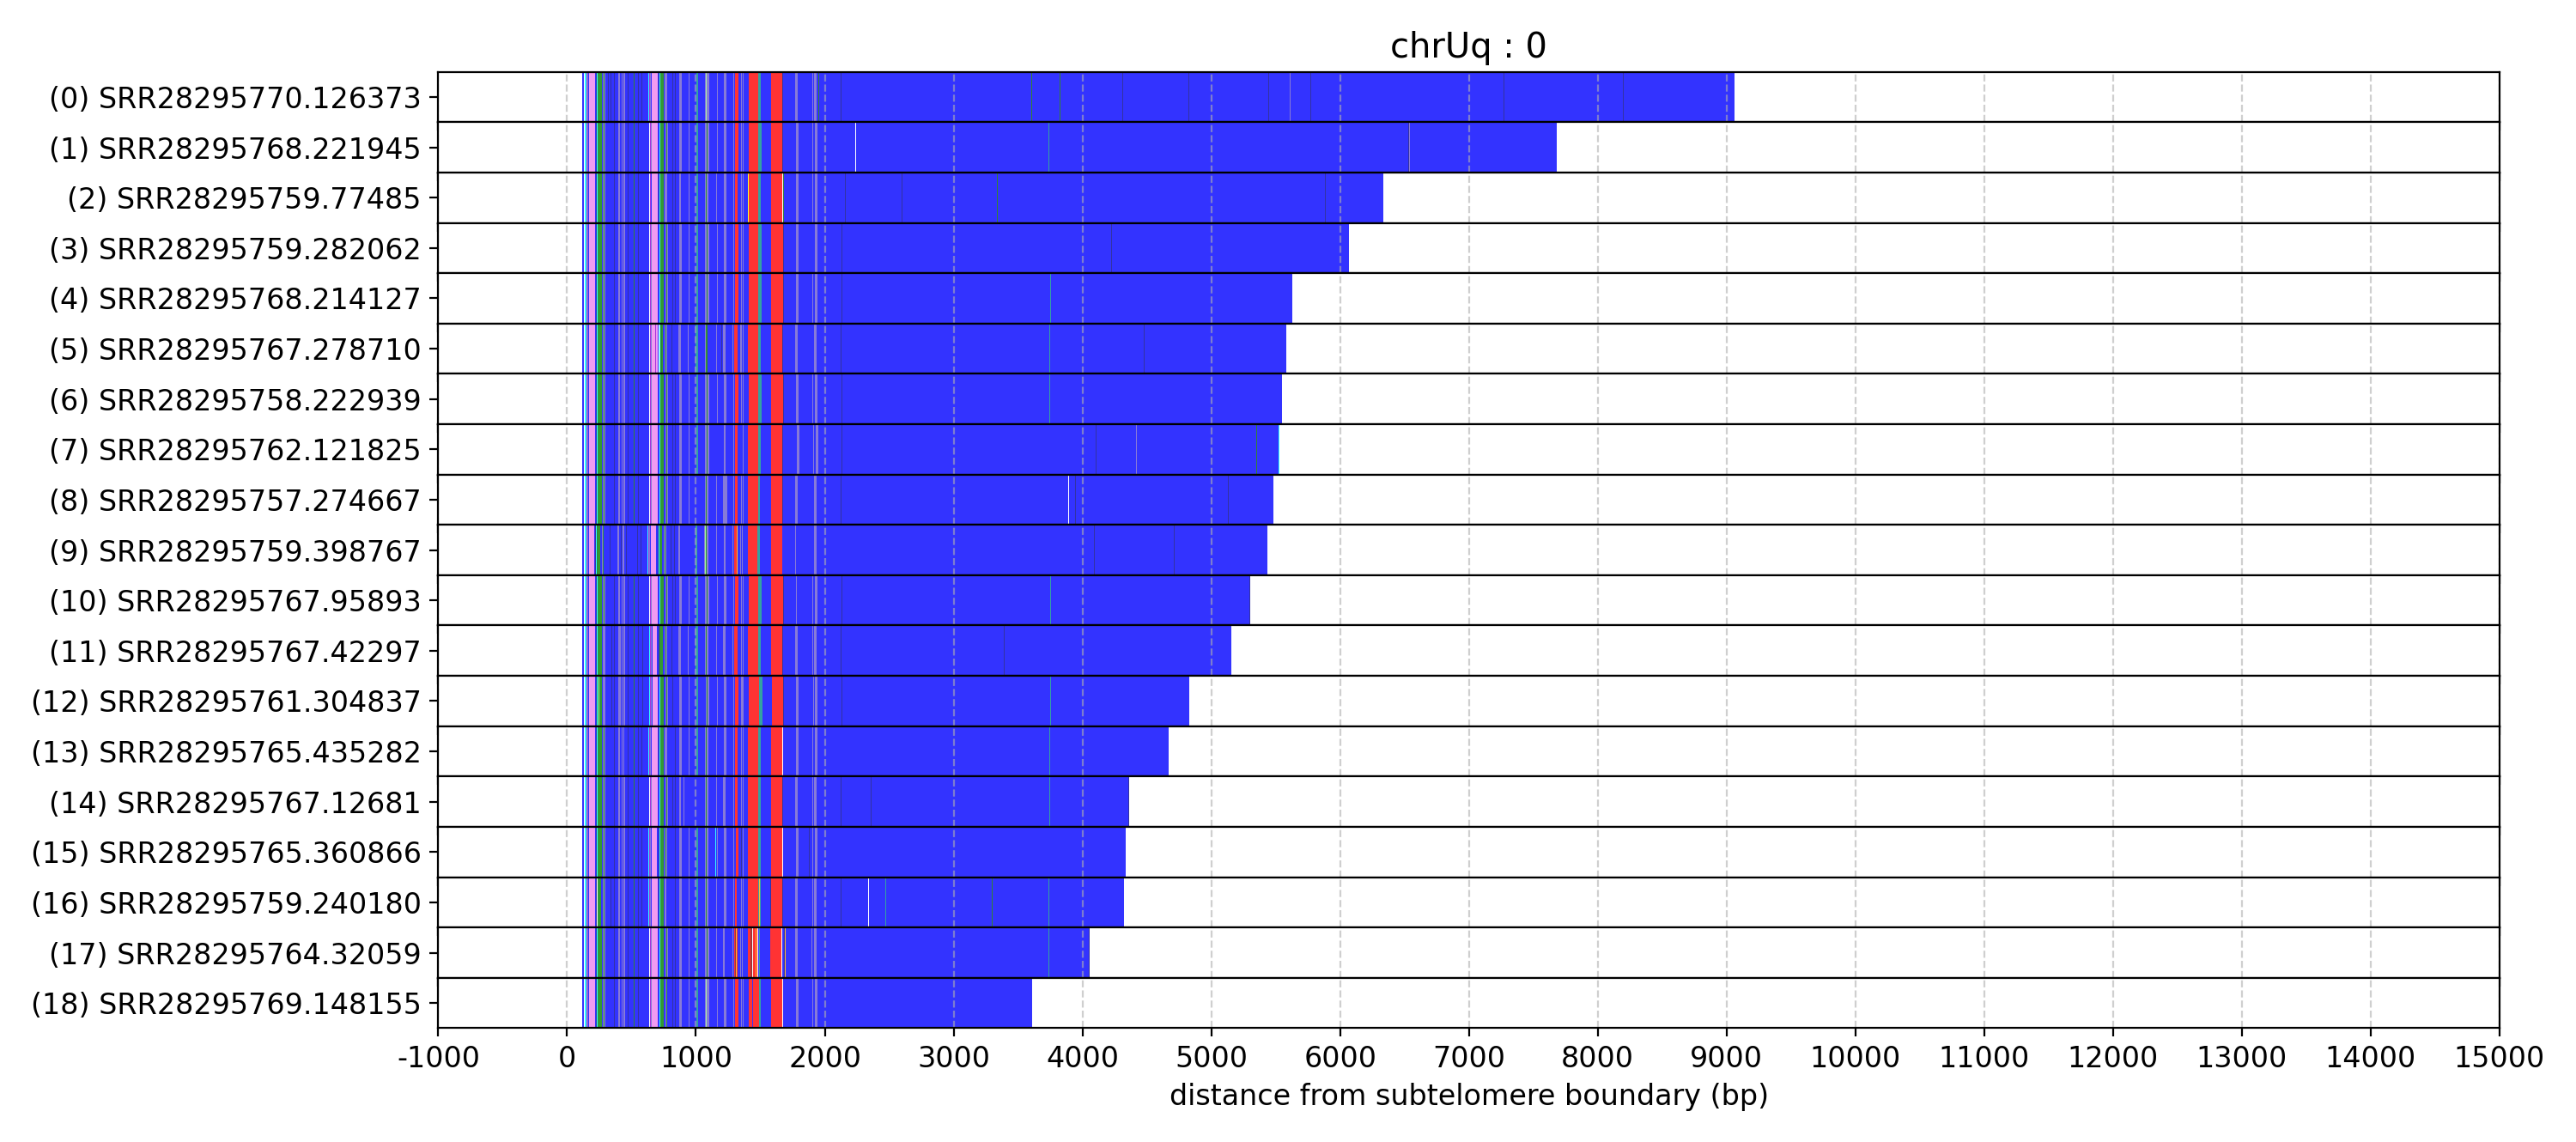 chrUq : 0
(0) SRR28295770.126373
(1) SRR28295768.221945
(2) SRR28295759.77485
(3) SRR28295759.282062
(4) SRR28295768.214127
(5) SRR28295767.278710
(6) SRR28295758.222939
(7) SRR28295762.121825
(8) SRR28295757.274667
(9) SRR28295759.398767
(10) SRR28295767.95893
(11) SRR28295767.42297
(12) SRR28295761.304837
(13) SRR28295765.435282
(14) SRR28295767.12681
(15) SRR28295765.360866
(16) SRR28295759.240180
(17) SRR28295764.32059
(18) SRR28295769.148155
-1000 0 1000 2000 3000 4000 5000 6000 7000 8000 9000 10000 11000 12000 13000 14000 15000
distance from subtelomere boundary (bp)